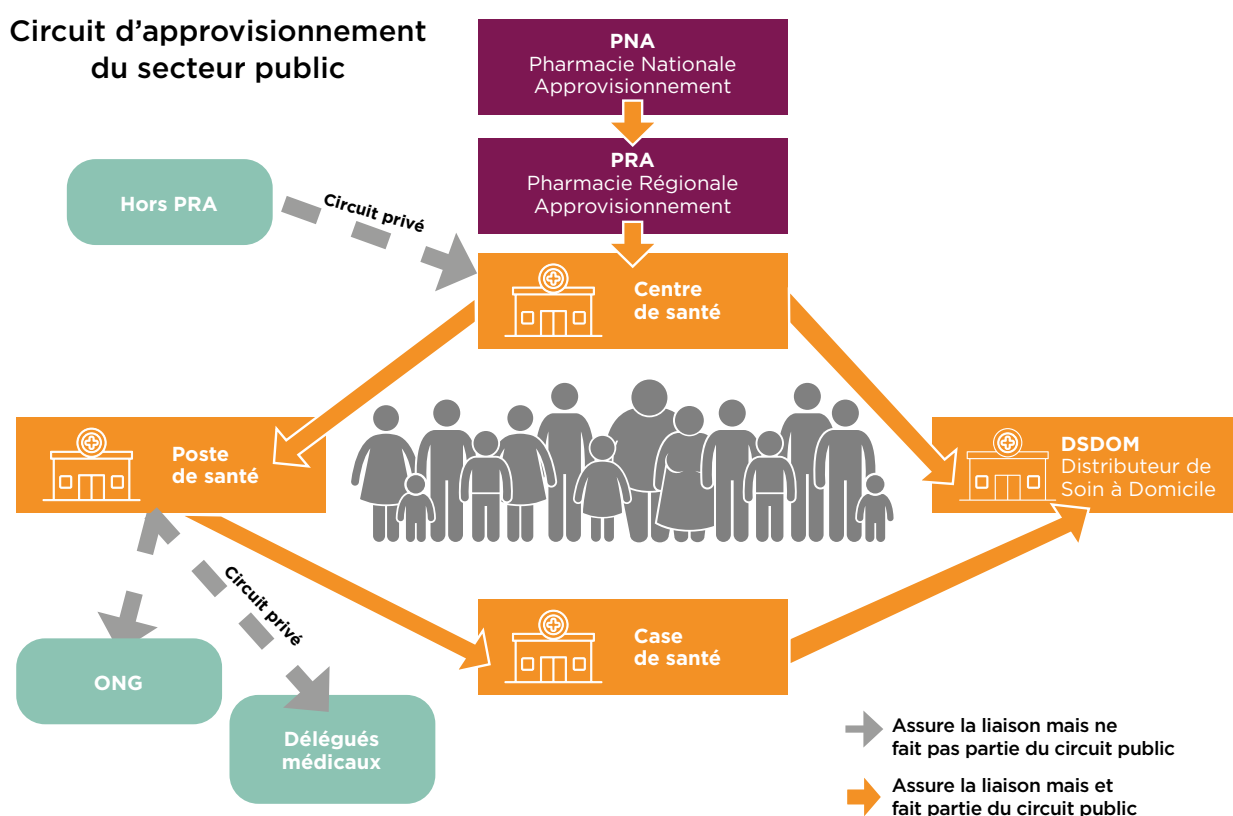 Circuit d'approvisionnement
du secteur public
PNA
Pharmacie Nationale
Approvisionnement
PRA
Pharmacie Régionale
Approvisionnement
Hors PRA
Circuit privé
Centre
de santé
Poste
de santé
DSDOM
Distributeur de
Soin à Domicile
Circuit privé
Case
de santé
ONG
Délégués
médicaux
Assure la liaison mais ne
fait pas partie du circuit public
Assure la liaison mais et
fait partie du circuit public